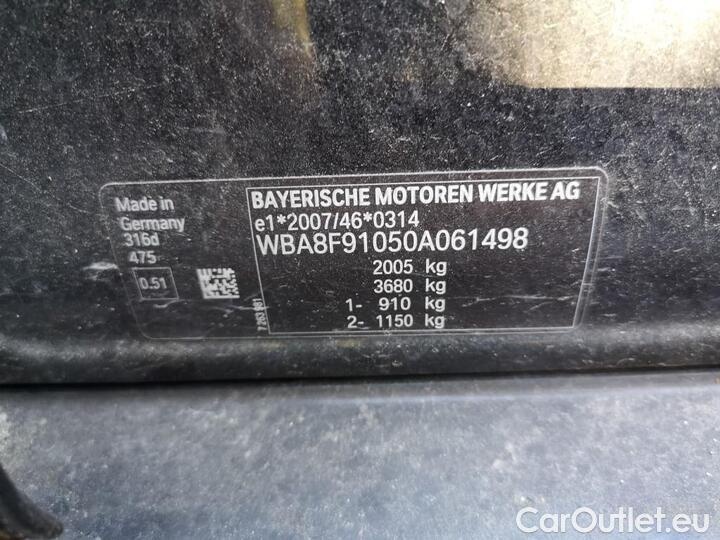 Made in
Germany
316d
475
0.51
BAYERISCHE MOTOREN WERKE AG
e1*2007/46*0314
WBA8F91050A061498
2005 kg
3680 kg
1- 910 kg
2- 1150 kg
CarOutlet.eu